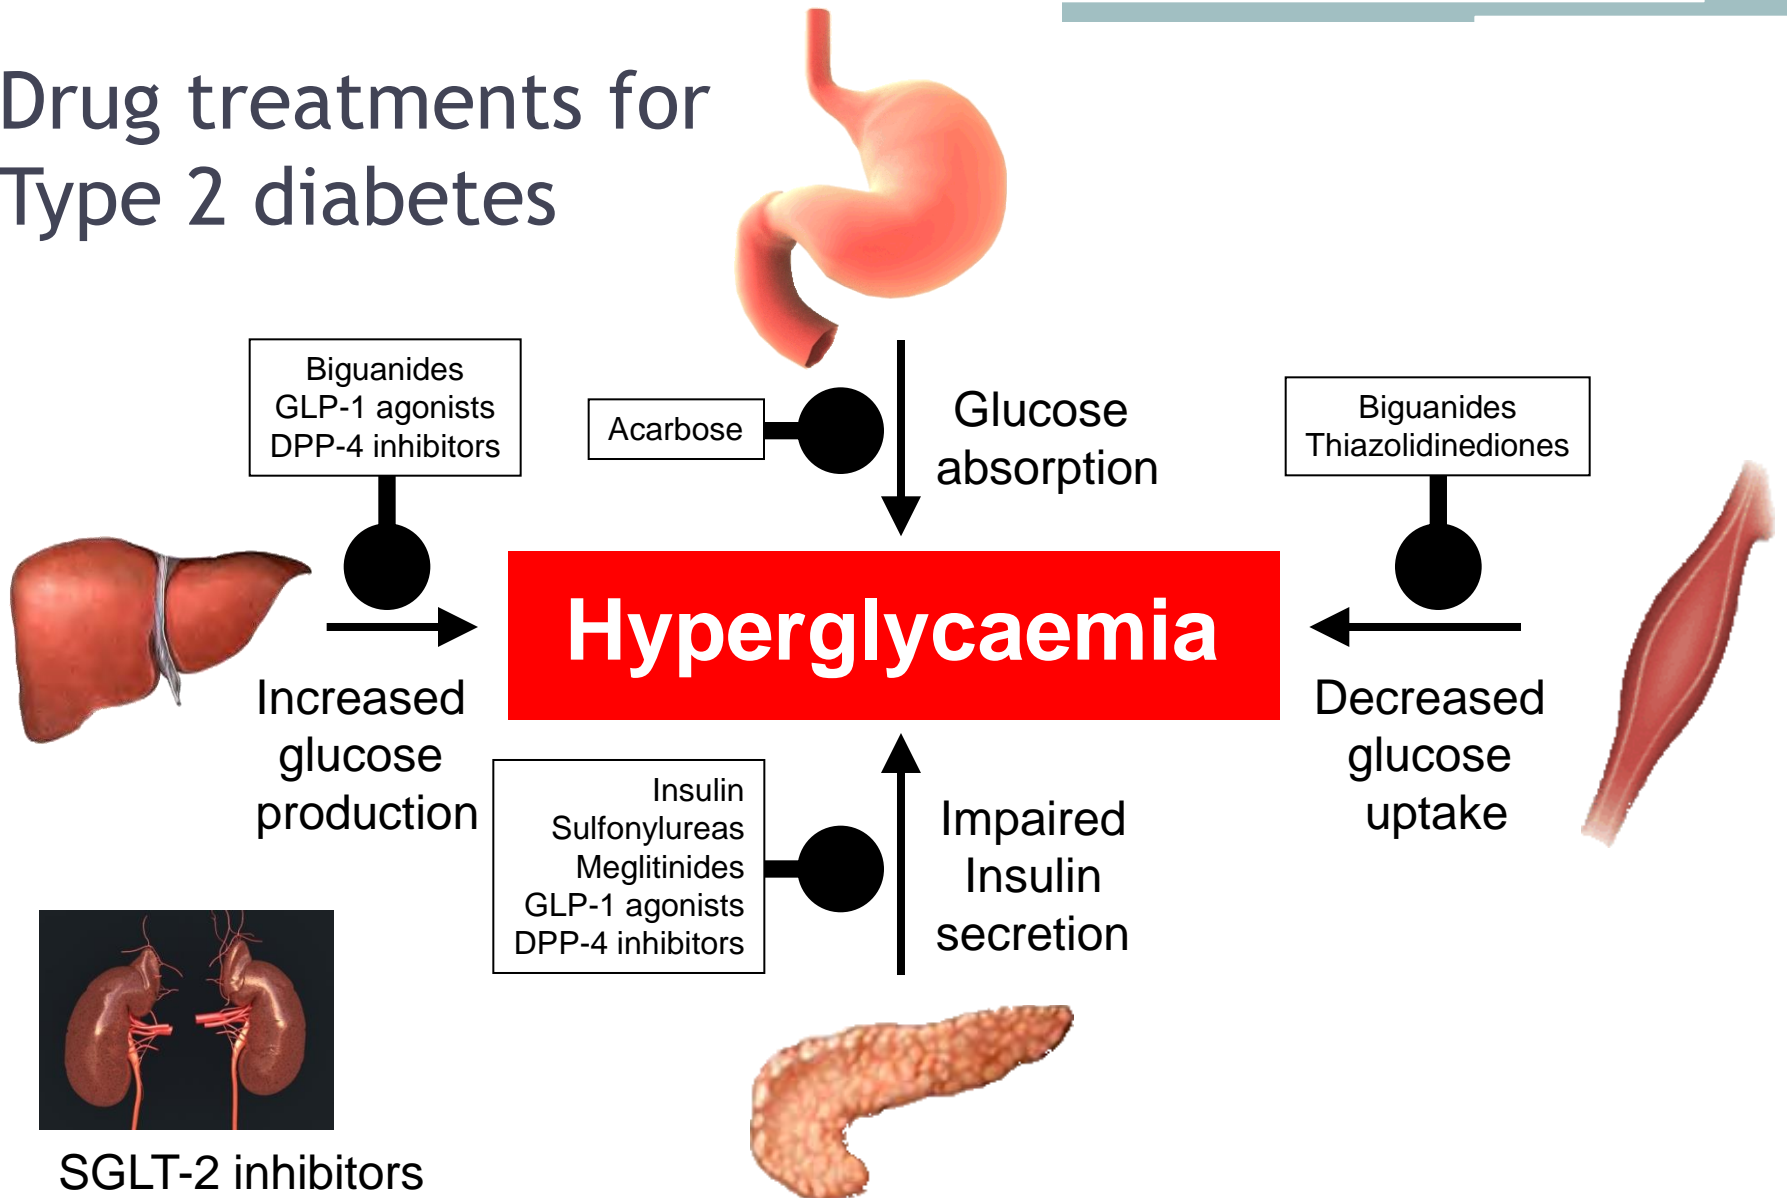 Drug treatments for
Type 2 diabetes
Biguanides
GLP-1 agonists
DPP-4 inhibitors
Acarbose
Glucose
absorption
Biguanides
Thiazolidinediones
Hyperglycaemia
Increased
glucose
production
Decreased
glucose
uptake
Insulin
Sulfonylureas
Meglitinides
GLP-1 agonists
DPP-4 inhibitors
Impaired
Insulin
secretion
SGLT-2 inhibitors